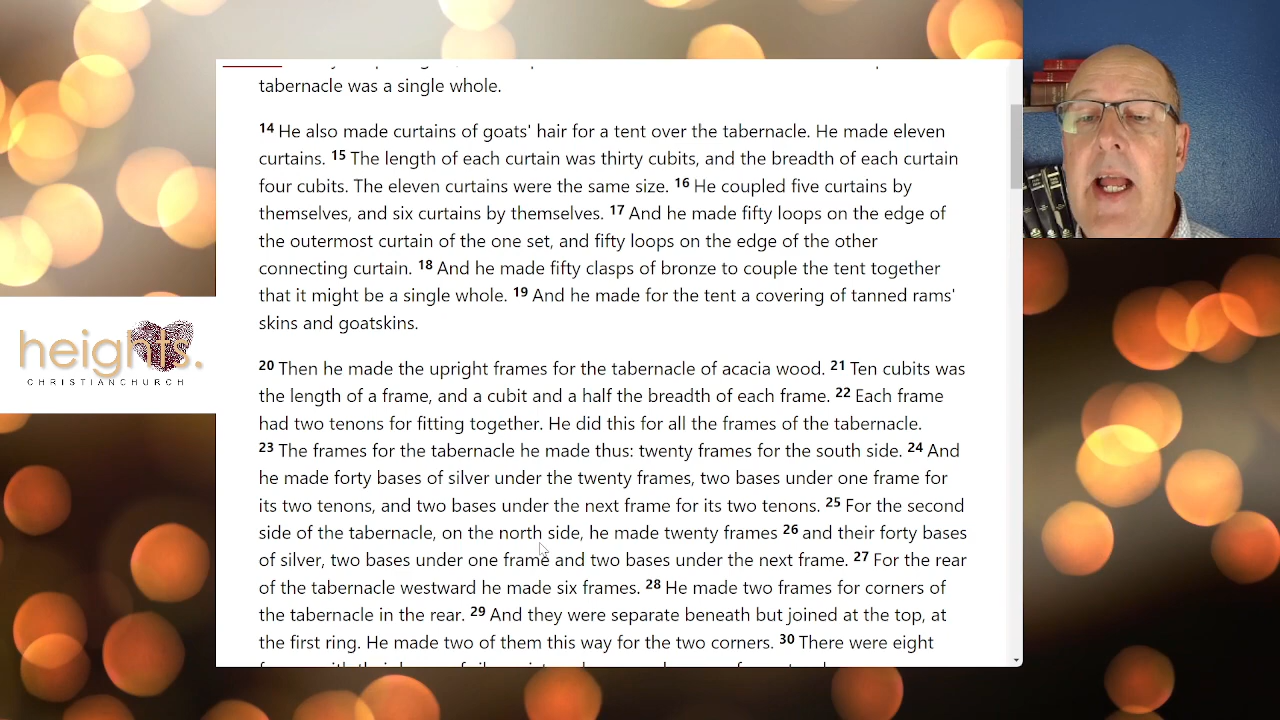 tabernacle was a single whole.
14 He also made curtains of goats' hair for a tent over the tabernacle. He made eleven
curtains. 15 The length of each curtain was thirty cubits, and the breadth of each curtain
four cubits. The eleven curtains were the same size. 16 He coupled five curtains by
themselves, and six curtains by themselves. 17 And he made fifty loops on the edge of
the outermost curtain of the one set, and fifty loops on the edge of the other
connecting curtain. 18 And he made fifty clasps of bronze to couple the tent together
that it might be a single whole. 19 And he made for the tent a covering of tanned rams'
skins and goatskins.
20 Then he made the upright frames for the tabernacle of acacia wood. 21 Ten cubits was
the length of a frame, and a cubit and a half the breadth of each frame. 22 Each frame
had two tenons for fitting together. He did this for all the frames of the tabernacle.
23 The frames for the tabernacle he made thus: twenty frames for the south side. 24 And
he made forty bases of silver under the twenty frames, two bases under one frame for
its two tenons, and two bases under the next frame for its two tenons. 25 For the second
side of the tabernacle, on the north side, he made twenty frames 26 and their forty bases
of silver, two bases under one frame and two bases under the next frame. 27 For the rear
of the tabernacle westward he made six frames. 28 He made two frames for corners of
the tabernacle in the rear. 29 And they were separate beneath but joined at the top, at
the first ring. He made two of them this way for the two corners. 30 There were eight
heights.
CHRISTIANCHURCH